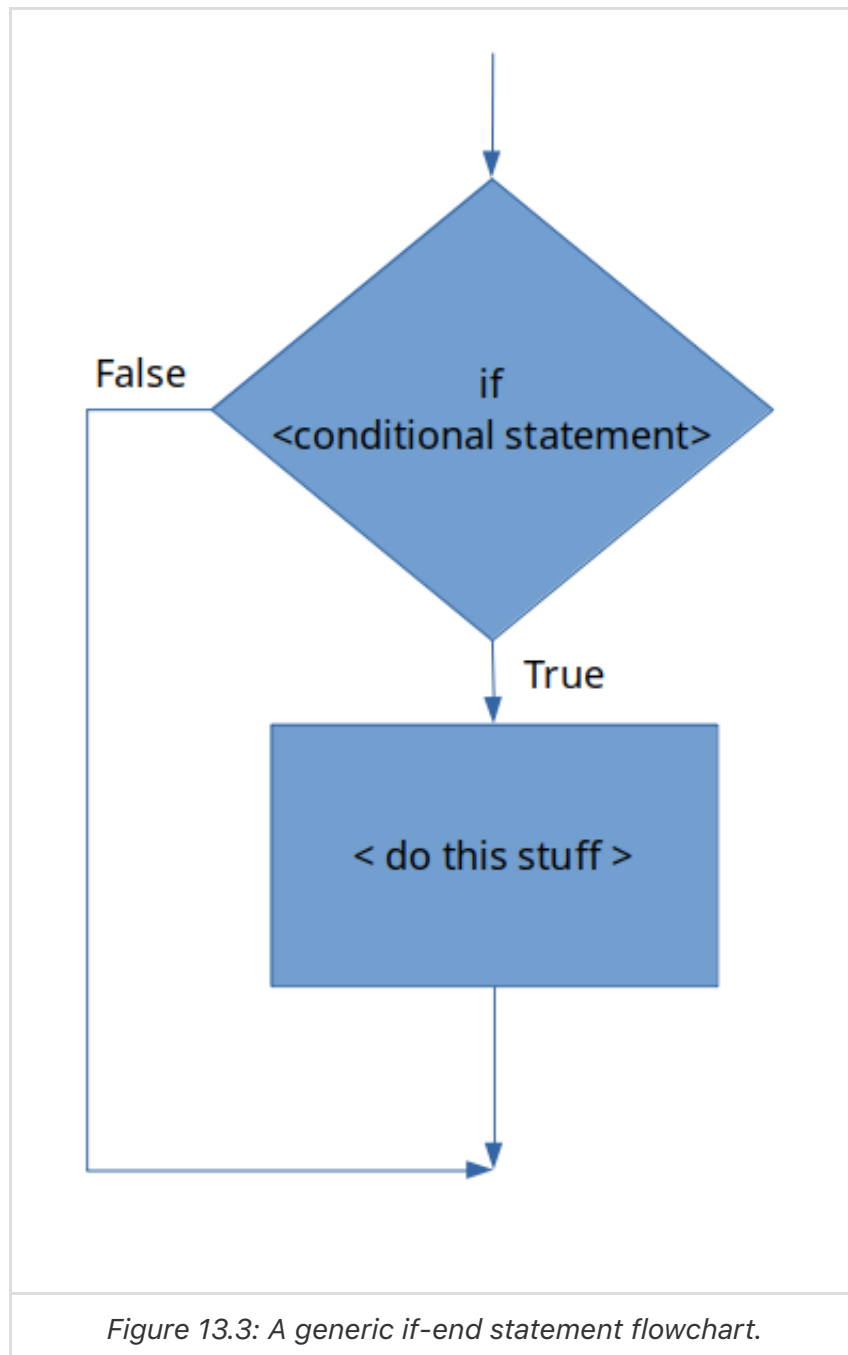 False
if
<conditional statement>
True
< do this stuff >
Figure 13.3: A generic if-end statement flowchart.